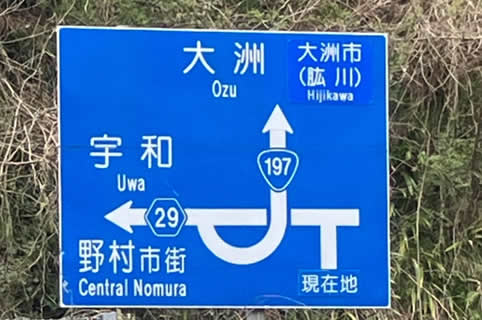 大洲
Ozu
大洲市
(肱川)
Hijikawa
197
宇和
Uwa
29
野村市街
Central Nomura
現在地